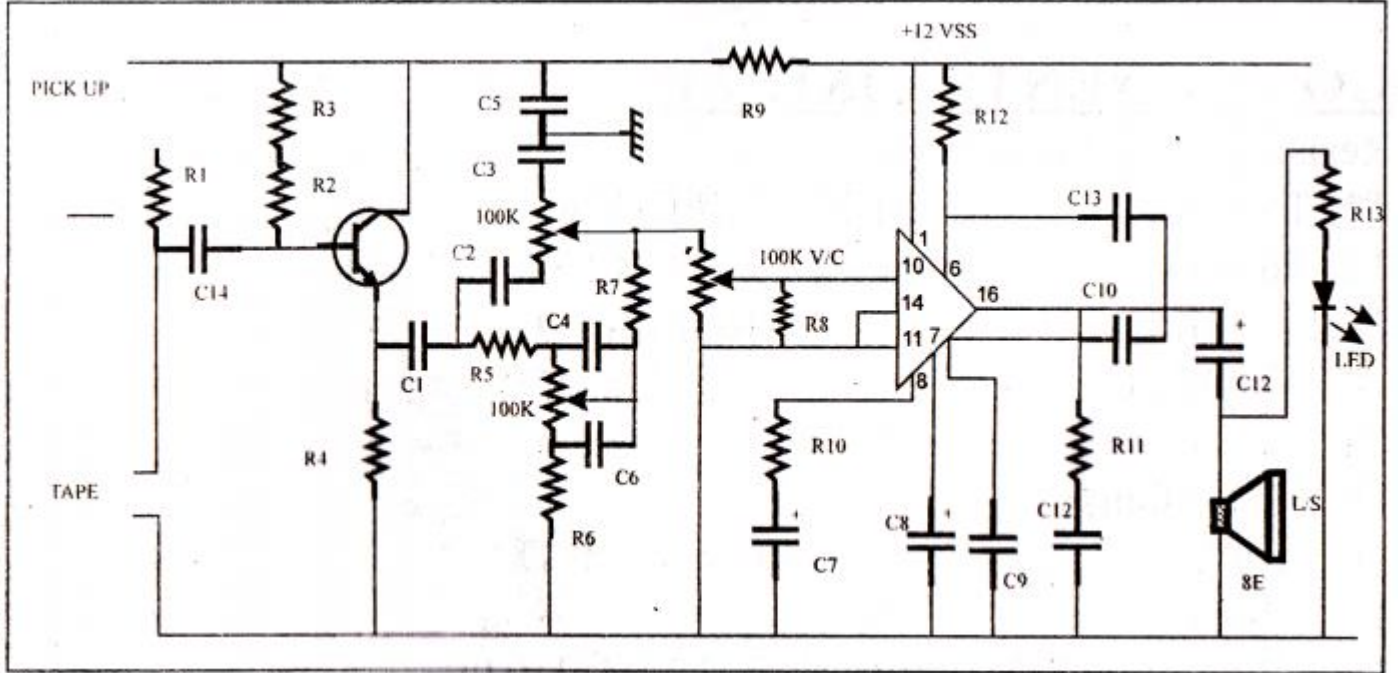 +12 VSS
PICK UP
R3
C5
R9
R12
R1
R2
C3
C13
R13
100K
C2
100K V/C
1
10
6
C14
R7
14
16
C10
R8
C4
11
7
LED
C1
R5
8
C12
100K
R10
R11
R4
C6
TAPE
C8
C12
L/S
R6
C7
C9
8E